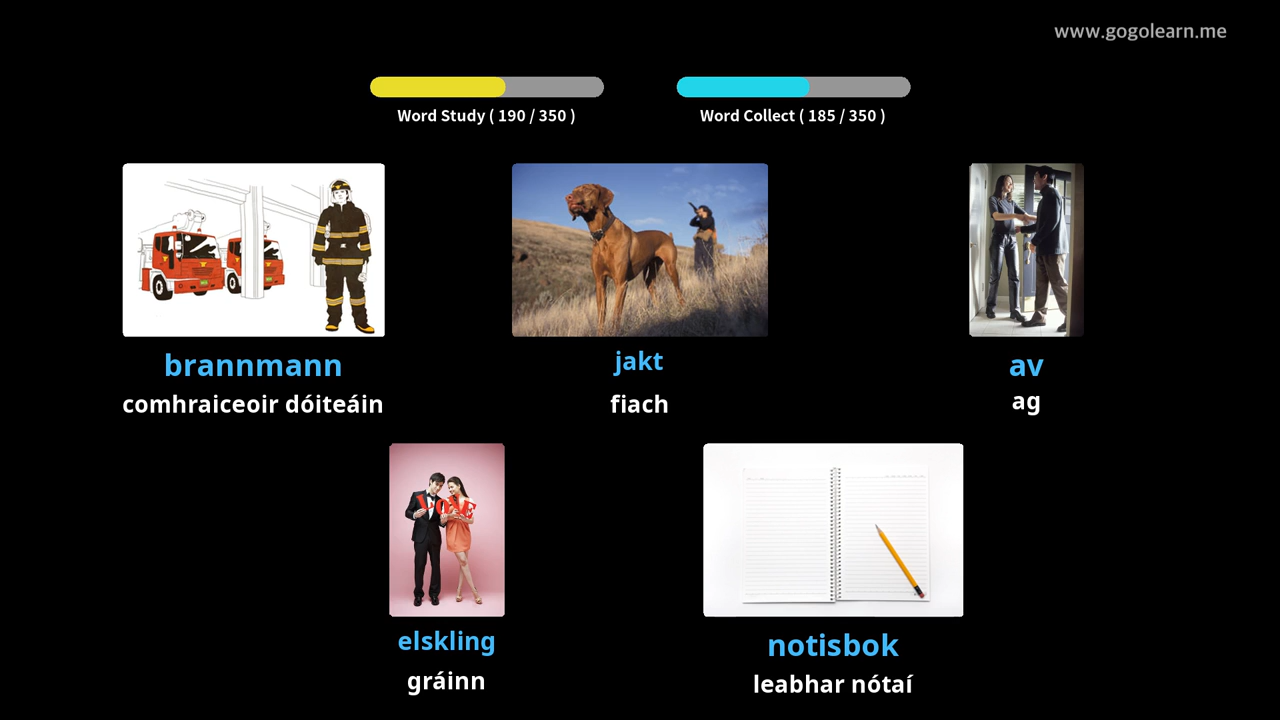 www.gogolearn.me
Word Study ( 190 / 350 )
Word Collect ( 185 / 350 )
brannmann
comhraiceoir dóiteáin
jakt
fiach
av
ag
elskling
gráinn
notisbok
leabhar nótaí